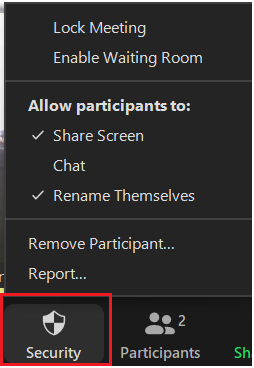 Lock Meeting
Enable Waiting Room
Allow participants to:
Share Screen
Chat
Rename Themselves
Remove Participant...
Report...
2
Security Participants Sh